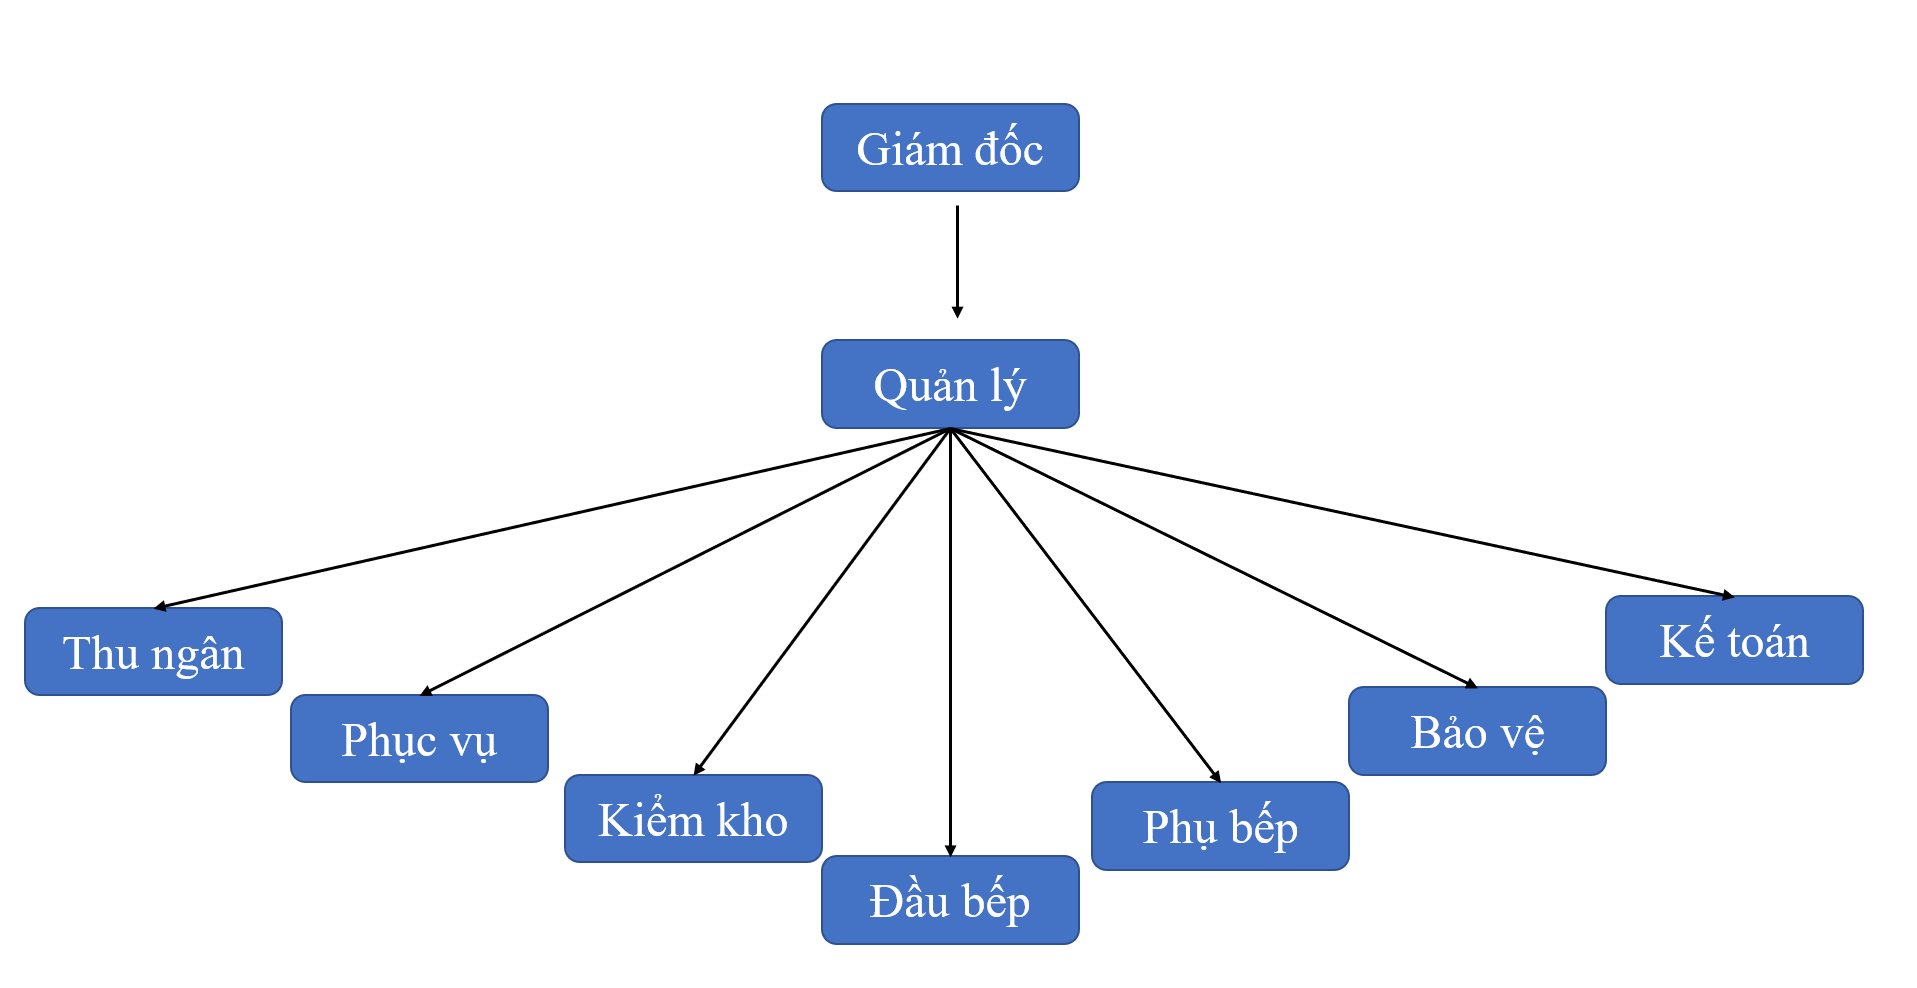 Giám đốc
Quản lý
Thu ngân
Phục vụ
Kiểm kho
Đầu bếp
Phụ bếp
Bảo vệ
Kế toán